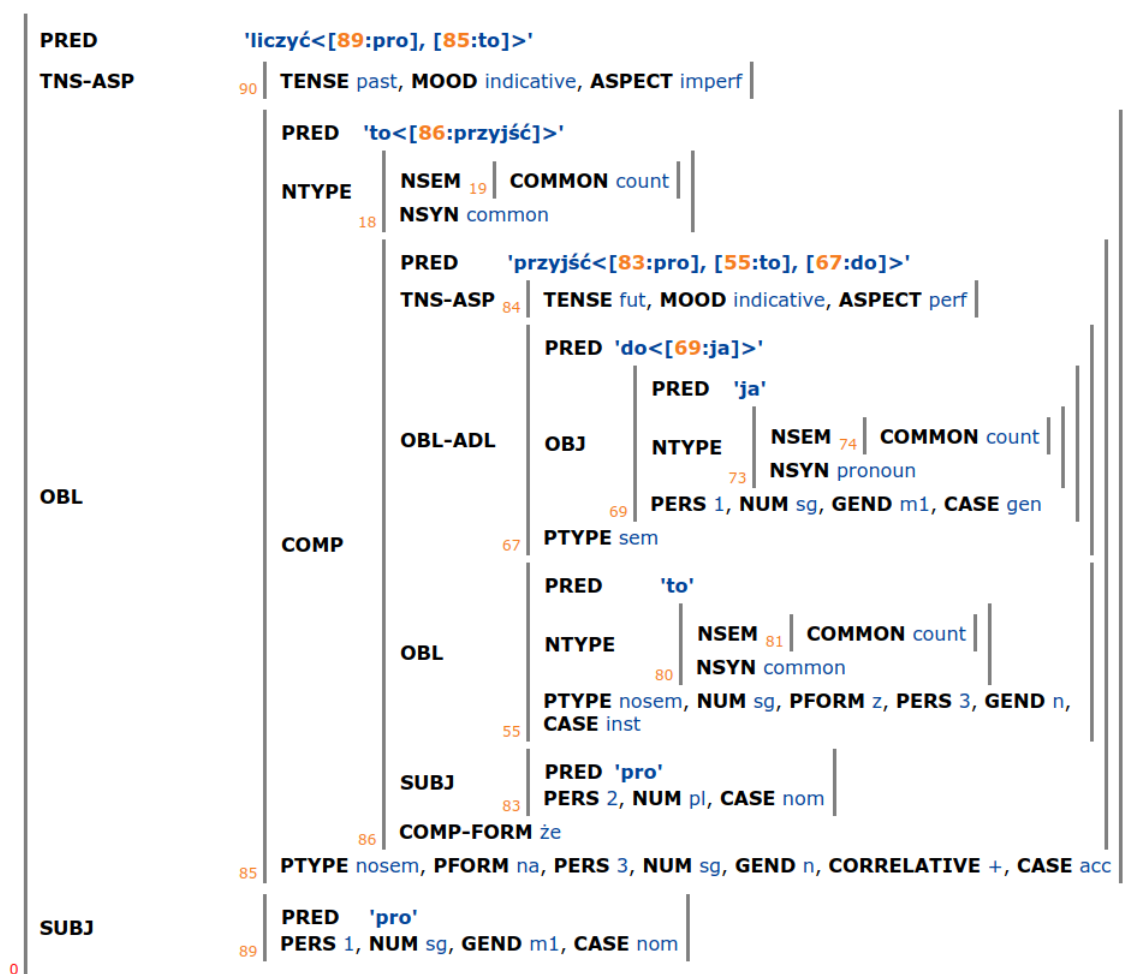 PRED 'liczyć<[89:pro], [85:to]>'
TNS-ASP 90 TENSE past, MOOD indicative, ASPECT imperf
PRED 'to<[86:przyjść]>'
NSEM 19 COMMON count
NTYPE
NSYN common
18
PRED 'przyjść<[83:pro], [55:to], [67:do]>'
TNS-ASP 84 TENSE fut, MOOD indicative, ASPECT perf
PRED 'do<[69:ja]>'
PRED 'ja'
NSEM 74 COMMON count
OBL-ADL OBJ NTYPE
NSYN pronoun
73
OBL
PERS 1, NUM sg, GEND m1, CASE gen
69
COMP
67 PTYPE sem
PRED 'to'
NSEM 81 COMMON count
OBL NTYPE
NSYN common
80
PTYPE nosem, NUM sg, PFORM z, PERS 3, GEND n,
CASE inst
55
PRED 'pro'
SUBJ
PERS 2, NUM pl, CASE nom
83
COMP-FORM że
86
PTYPE nosem, PFORM na, PERS 3, NUM sg, GEND n, CORRELATIVE +, CASE acc
85
PRED 'pro'
SUBJ
PERS 1, NUM sg, GEND m1, CASE nom
89
0